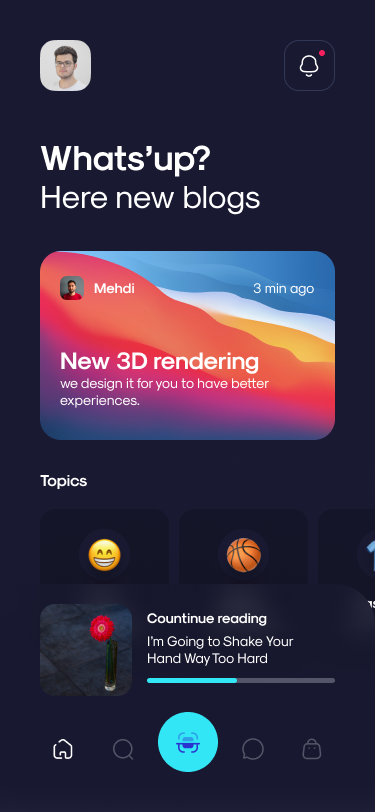 Whats’up?
Here new blogs
Mehdi
3 min ago
New 3D rendering
we design it for you to have better
experiences.
Topics
Countinue reading
I'm Going to Shake Your
Hand Way Too Hard